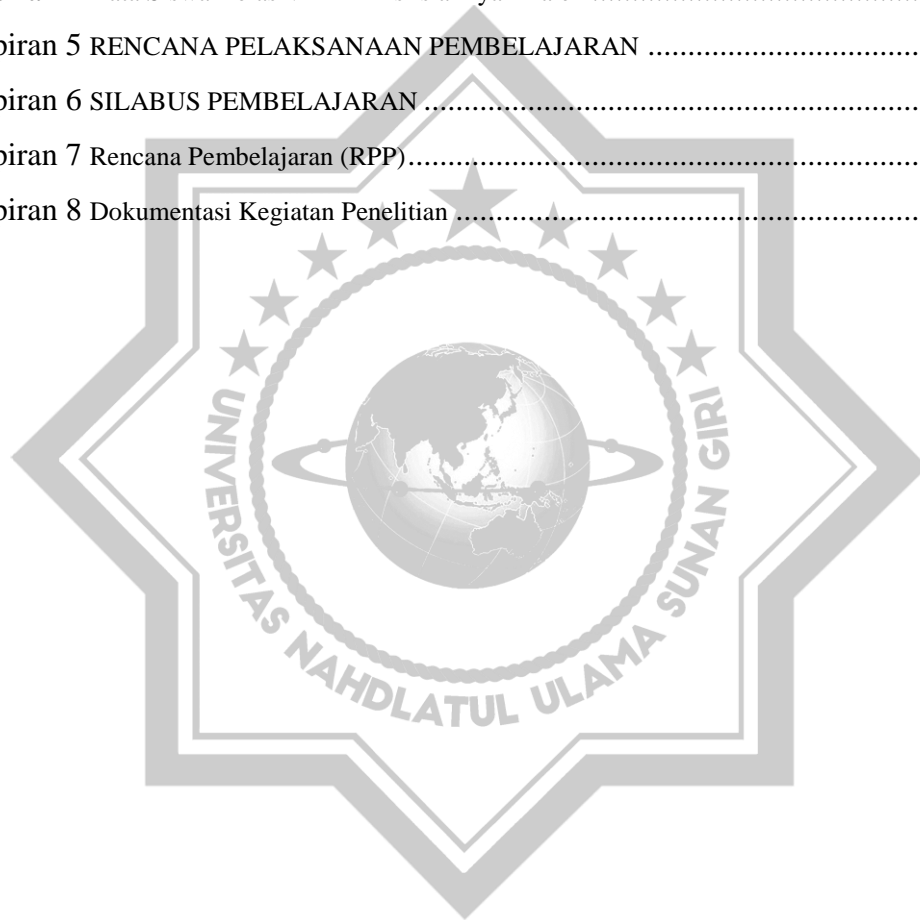 piran 5 RENCANA PELAKSANAAN PEMBELAJARAN ........................................
piran 6 SILABUS PEMBELAJARAN ........................................................................
piran 7 Rencana Pembelajaran (RPP)..........................................................................
piran 8 Dokumentasi Kegiatan Penelitian ...................................................................
UNIVERSITAS NAHDLATUL ULAMA SUNAN GIRI